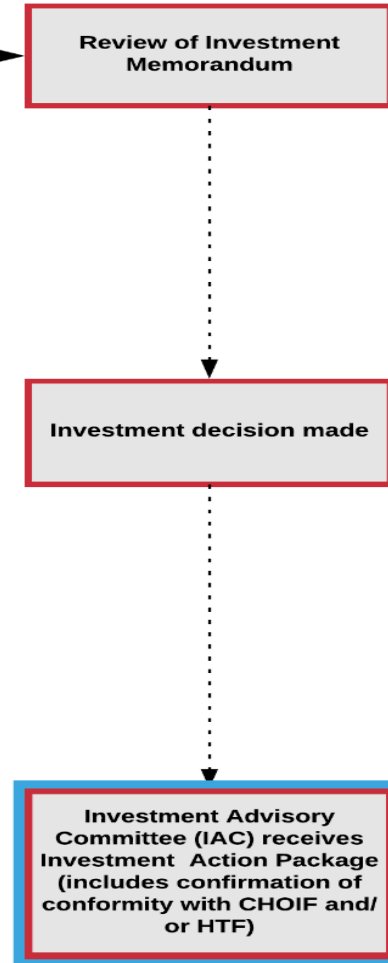 Review of Investment
Memorandum
Investment decision made
Investment Advisory
Committee (IAC) receives
Investment Action Package
(includes confirmation of
conformity with CHOIF and/
or HTF)